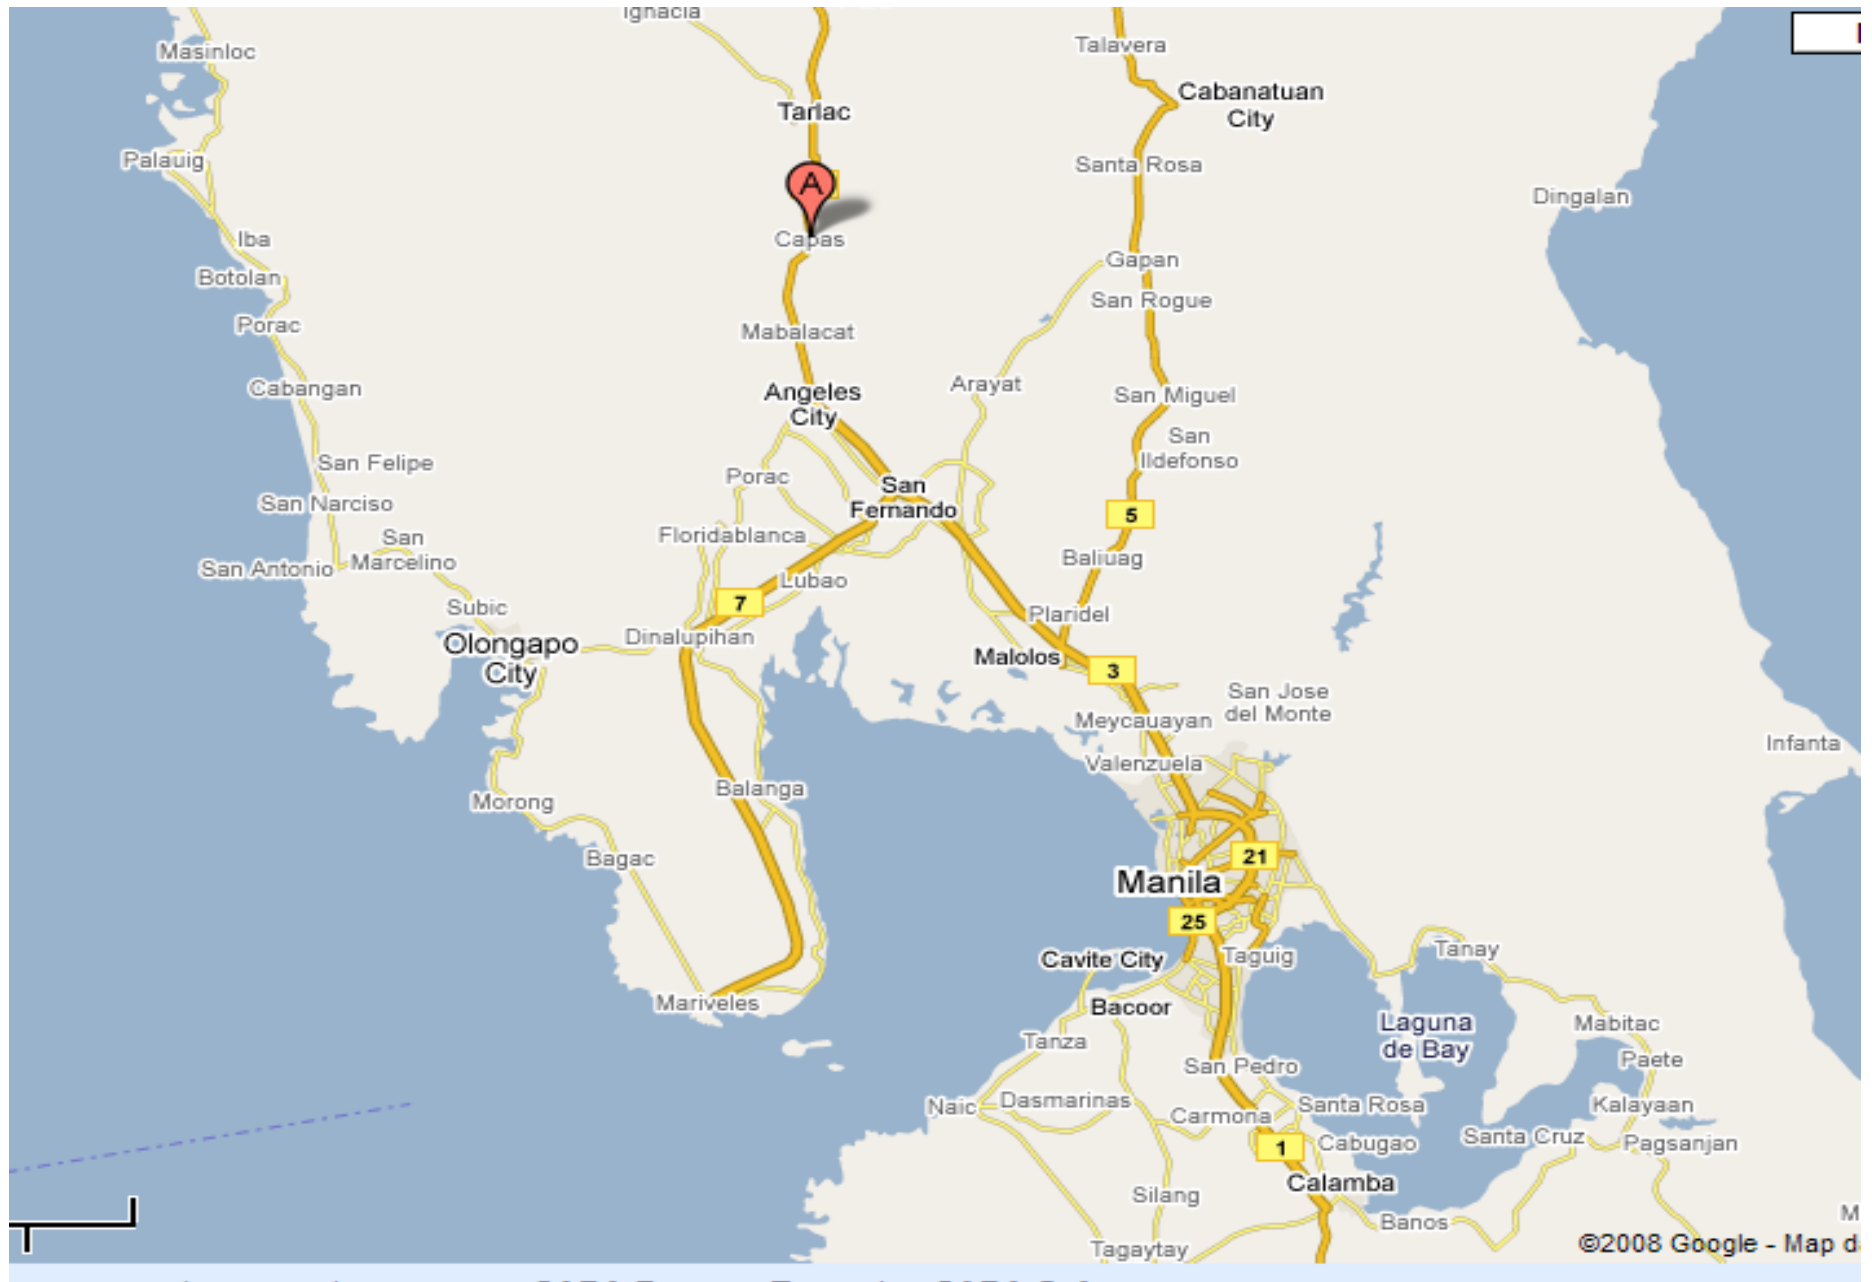 Ignacia
Masinloc
Talavera
Tarlac
Cabanatuan
City
Palauig
Santa Rosa
A
Dingalan
Iba
Capas
Gapan
Botolan
San Rogue
Porac
Mabalacat
Cabangan
Arayat
Angeles
City
San Miguel
San
Ildefonso
San Felipe
Porac
San
Fernando
San Narciso
5
San
Marcelino
Floridablanca
Baliuag
San Antonio
Lubao
7
Subic
Plaridel
Olongapo
City
Dinalupihan
Malolos
3
San Jose
del Monte
Meycauayan
Infanta
Valenzuela
Balanga
Morong
Bagac
21
Manila
25
Cavite City
Taguig
Tanay
Mariveles
Bacoor
Laguna
de Bay
Mabitac
Tanza
Paete
San Pedro
Naic
Dasmarinas
Carmona
Santa Rosa
Kalayaan
1
Cabugao
Santa Cruz
Pagsanjan
Calamba
Silang
Banos
M
Tagaytay
©2008 Google - Map da